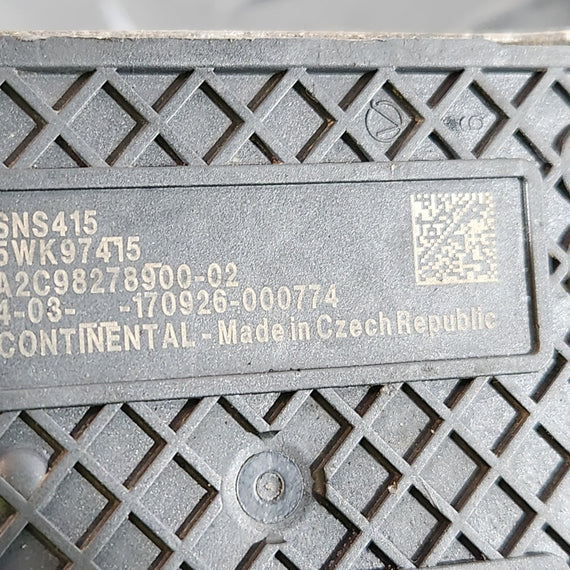 SNS415
5WK97415
A2C98278900-02
4-03- -170926-000774
CONTINENTAL - Made in Czech Republic